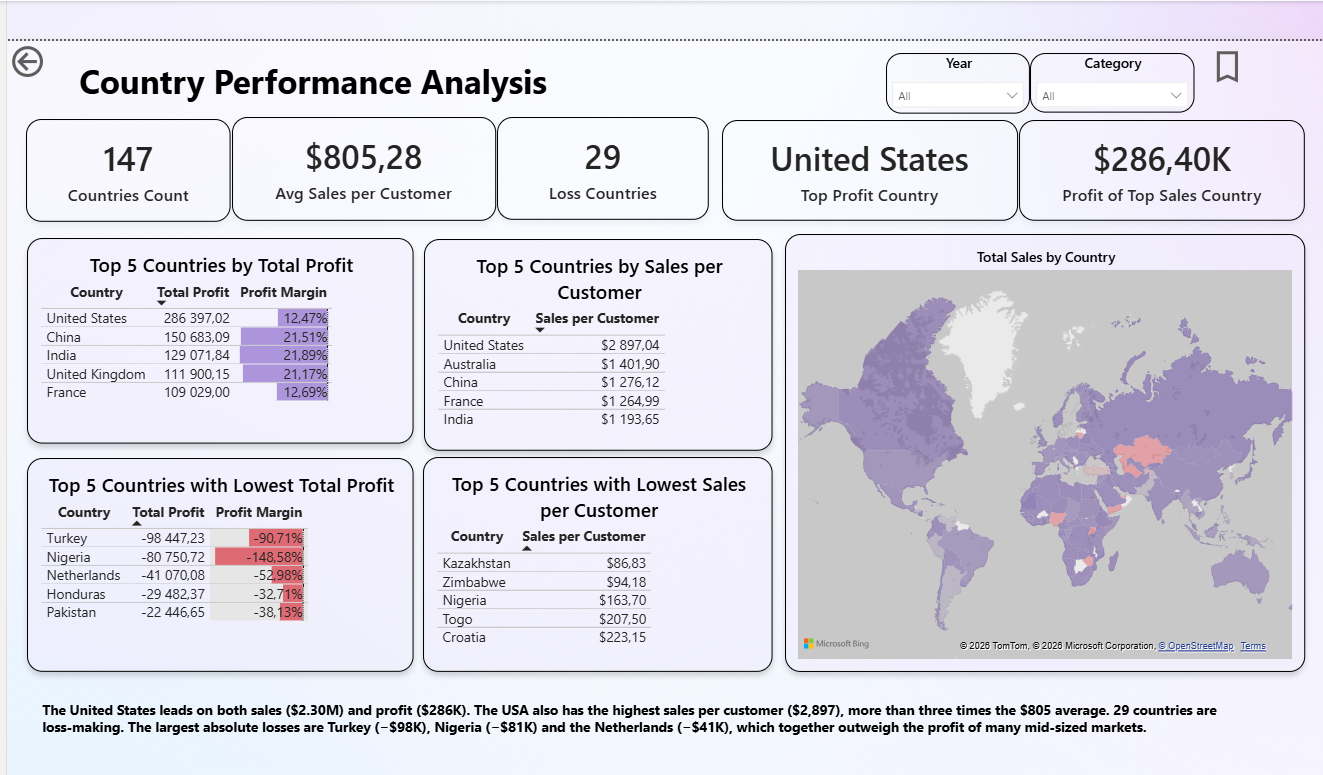 Country Performance Analysis
Year
All
Category
All
147
Countries Count
$805,28
Avg Sales per Customer
29
Loss Countries
United States
Top Profit Country
$286,40K
Profit of Top Sales Country
Top 5 Countries by Total Profit
Country Total Profit Profit Margin
United States 286 397,02 12,47%
China 150 683,09 21,51%
India 129 071,84 21,89%
United Kingdom 111 900,15 21,17%
France 109 029,00 12,69%
Top 5 Countries by Sales per
Customer
Country Sales per Customer
United States $2 897,04
Australia $1 401,90
China $1 276,12
France $1 264,99
India $1 193,65
Total Sales by Country
Microsoft Bing
© 2026 TomTom, © 2026 Microsoft Corporation, © OpenStreetMap Terms
Top 5 Countries with Lowest Total Profit
Country Total Profit Profit Margin
Turkey -98 447,23 -90,71%
Nigeria -80 750,72 -148,58%
Netherlands -41 070,08 -52,98%
Honduras -29 482,37 -32,71%
Pakistan -22 446,65 -38,13%
Top 5 Countries with Lowest Sales
per Customer
Country Sales per Customer
Kazakhstan $86,83
Zimbabwe $94,18
Nigeria $163,70
Togo $207,50
Croatia $223,15
The United States leads on both sales ($2.30M) and profit ($286K). The USA also has the highest sales per customer ($2,897), more than three times the $805 average. 29 countries are
loss-making. The largest absolute losses are Turkey (−$98K), Nigeria (−$81K) and the Netherlands (−$41K), which together outweigh the profit of many mid-sized markets.